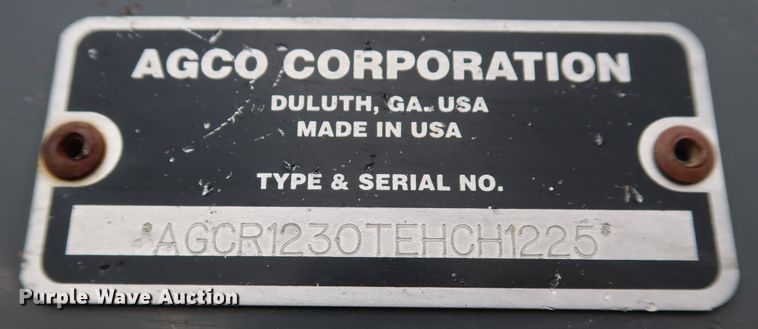 AGCO CORPORATION
DULUTH, GA. USA
MADE IN USA
TYPE & SERIAL NO.
*AGCR1230TEHCH1225*
Purple Wave Auction